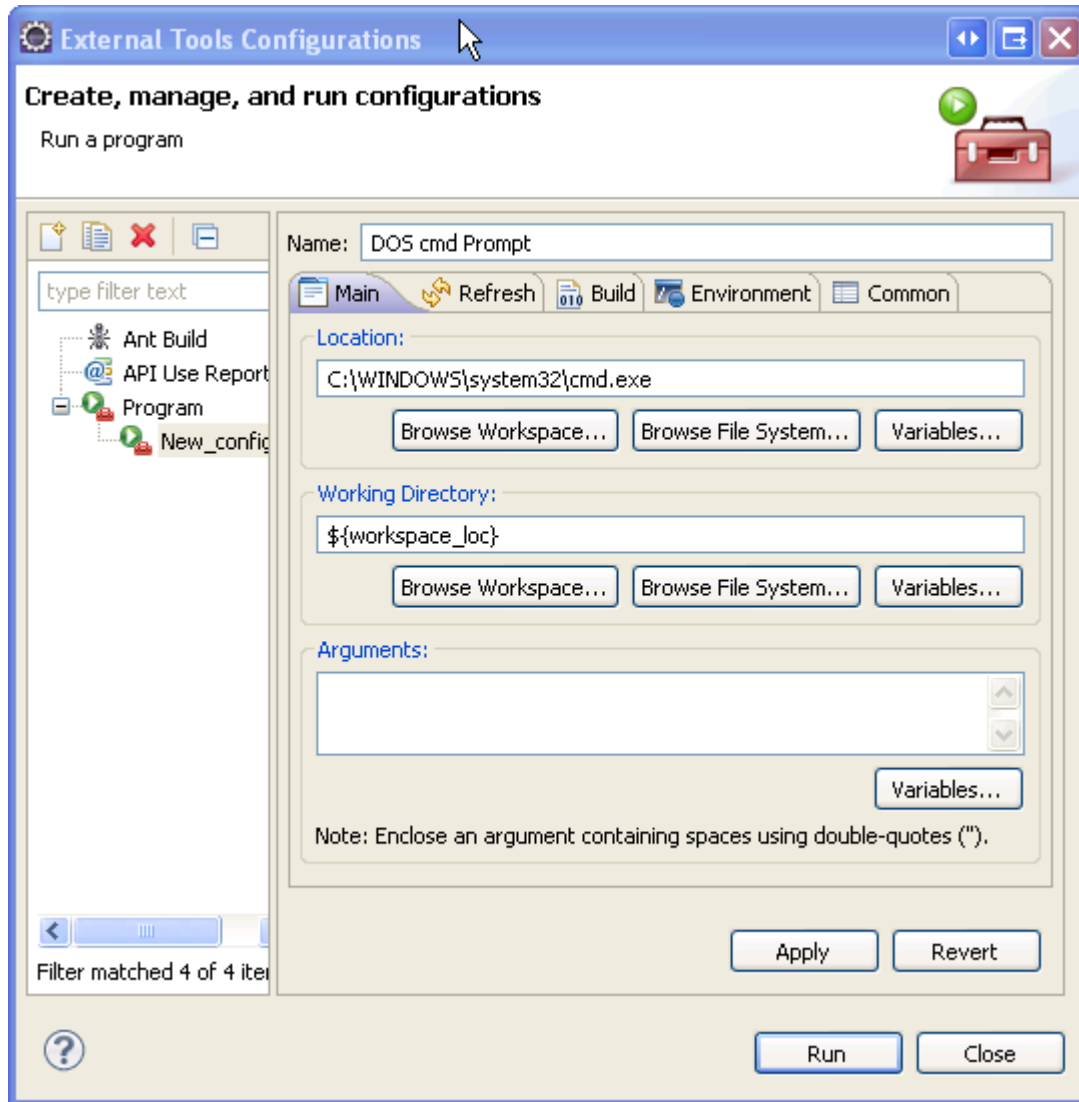 External Tools Configurations
Create, manage, and run configurations
Run a program
Name: DOS cmd Prompt
type filter text
Main Refresh Build Environment Common
Ant Build
API Use Report
Program
New_config
Location:
C:\WINDOWS\system32\cmd.exe
Browse Workspace... Browse File System... Variables...
Working Directory:
${workspace_loc}
Browse Workspace... Browse File System... Variables...
Arguments:
Variables...
Note: Enclose an argument containing spaces using double-quotes (").
Filter matched 4 of 4 iter
Apply Revert
Run Close